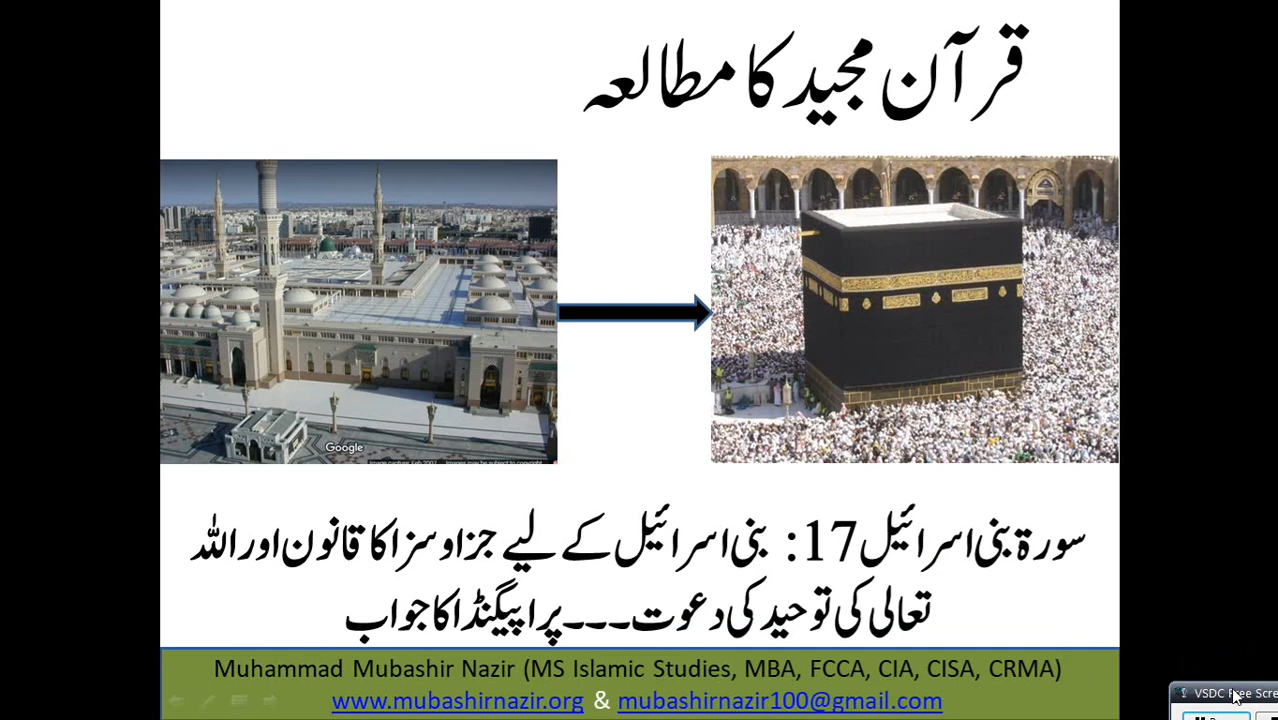 قرآن مجید کا مطالعہ
Google
سورۃ بنی اسرائیل 17: بنی اسرائیل کے لیے جزا و سزا کا قانون اور اللہ
تعالی کی توحید کی دعوت۔۔۔ پراپیگنڈا کا جواب
Muhammad Mubashir Nazir (MS Islamic Studies, MBA, FCCA, CIA, CISA, CRMA)
www.mubashirnazir.org & mubashirnazir100@gmail.com
VSDC Free Scre